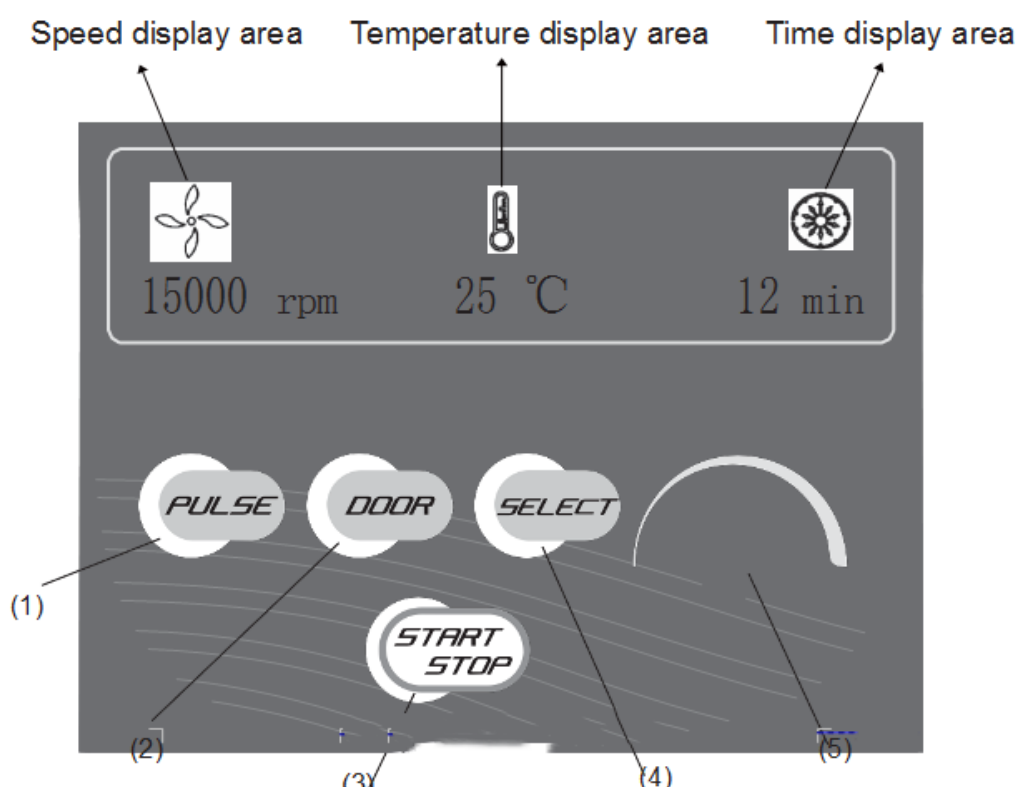 Speed display area Temperature display area Time display area
15000 rpm 25 ℃ 12 min
PULSE DOOR SELECT
(1)
START
STOP
(2) (5)
(3) (4)